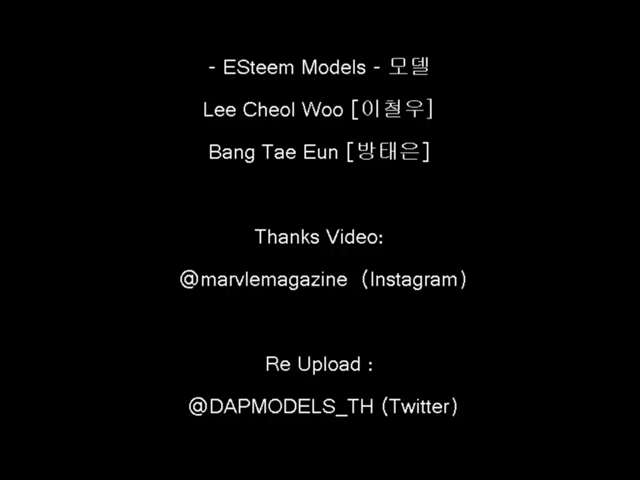 - ESteem Models - 모델
Lee Cheol Woo [이철우]
Bang Tae Eun [방태은]
Thanks Video:
@marvlemagazine (Instagram)
Re Upload :
@DAPMODELS_TH (Twitter)